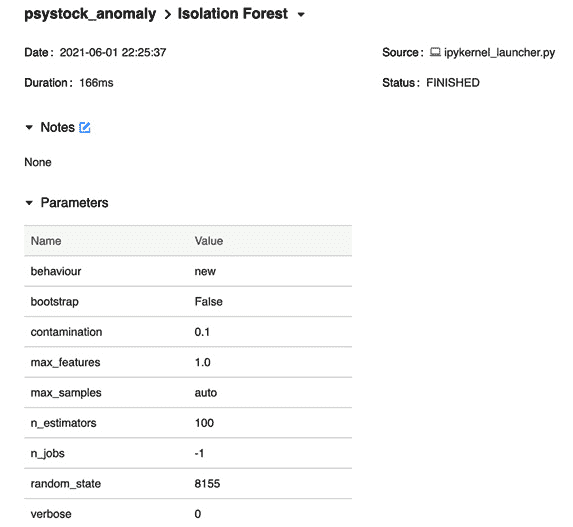 psystock_anomaly > Isolation Forest
Date : 2021-06-01 22:25:37 Source : ipykernel_launcher.py
Duration : 166ms Status : FINISHED
Notes
None
Parameters
Name Value
behaviour new
bootstrap False
contamination 0.1
max_features 1.0
max_samples auto
n_estimators 100
n_jobs -1
random_state 8155
verbose 0